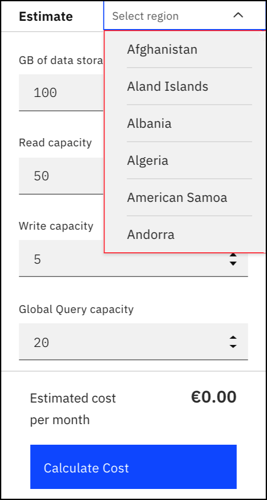 Estimate
Select region
Afghanistan
Aland Islands
Albania
Algeria
American Samoa
Andorra
GB of data stora
100
Read capacity
50
Write capacity
5
Global Query capacity
20
Estimated cost
per month
€0.00
Calculate Cost